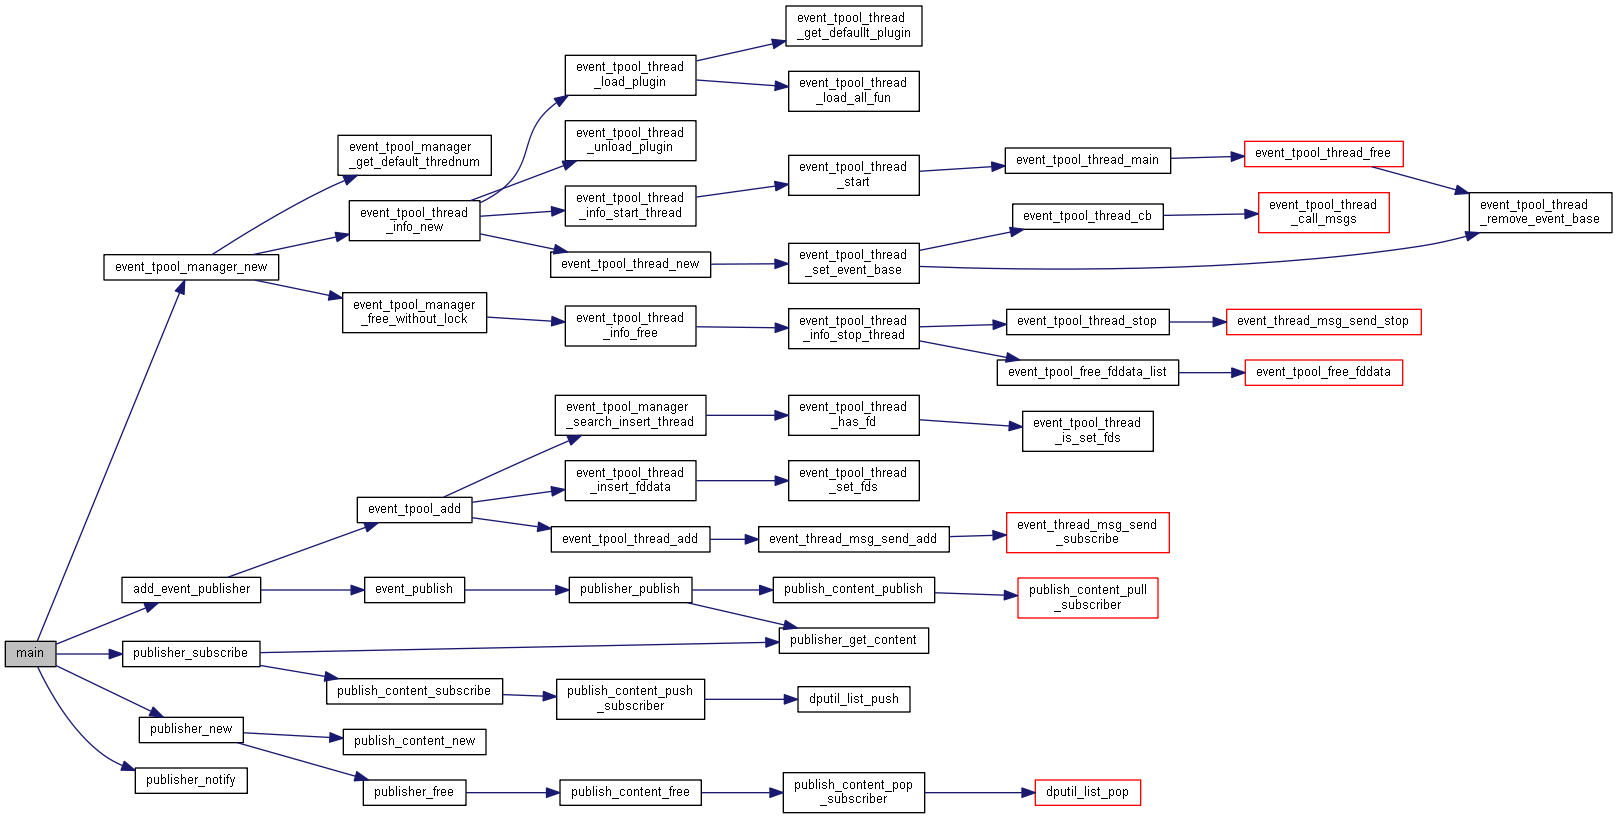 event_tpool_thread
_get_defaullt_plugin
event_tpool_thread
_load_plugin
event_tpool_thread
_load_all_fun
event_tpool_manager
_get_default_threadnum
event_tpool_thread
_unload_plugin
event_tpool_thread
_info_new
event_tpool_thread
_info_start_thread
event_tpool_thread
_start
event_tpool_thread_main
event_tpool_thread_free
event_tpool_thread_cb
event_tpool_thread
_call_msgs
event_tpool_thread
_remove_event_base
event_tpool_manager_new
event_tpool_thread_new
event_tpool_thread
_set_event_base
event_tpool_manager
_free_without_lock
event_tpool_thread
_info_free
event_tpool_thread
_info_stop_thread
event_tpool_thread_stop
event_thread_msg_send_stop
event_tpool_free_fddata_list
event_tpool_free_fddata
event_tpool_manager
_search_insert_thread
event_tpool_thread
_has_fd
event_tpool_thread
_is_set_fds
event_tpool_add
event_tpool_thread
_insert_fddata
event_tpool_thread
_set_fds
event_tpool_thread_add
event_thread_msg_send_add
event_thread_msg_send
_subscribe
add_event_publisher
event_publish
publisher_publish
publish_content_publish
publish_content_pull
_subscriber
main
publisher_subscribe
publisher_get_content
publish_content_subscribe
publish_content_push
_subscriber
dputil_list_push
publisher_new
publish_content_new
publisher_notify
publisher_free
publish_content_free
publish_content_pop
_subscriber
dputil_list_pop